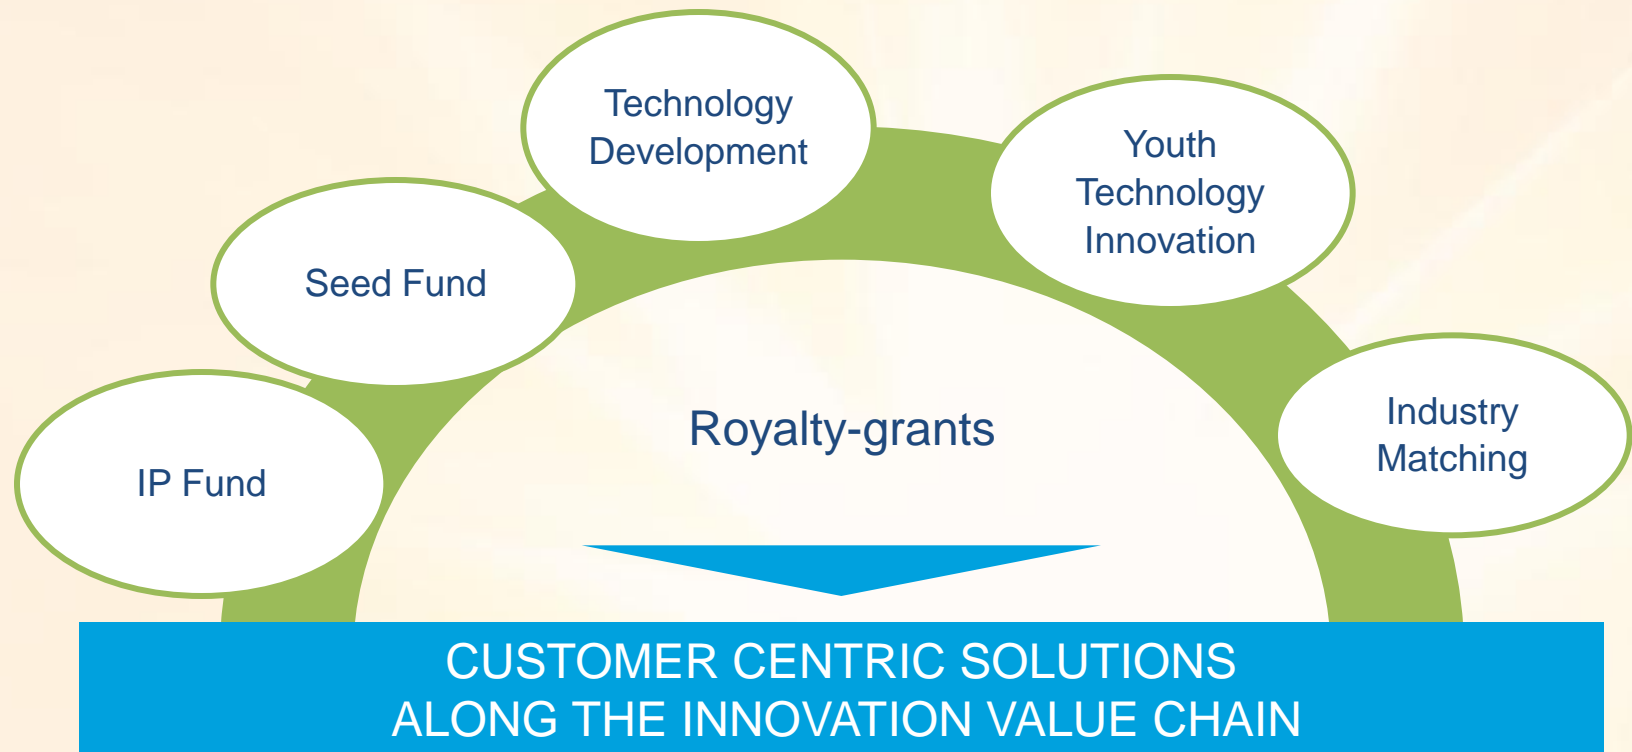 Technology
Development
Youth
Technology
Innovation
Seed Fund
Industry
Matching
IP Fund
Royalty-grants
CUSTOMER CENTRIC SOLUTIONS
ALONG THE INNOVATION VALUE CHAIN